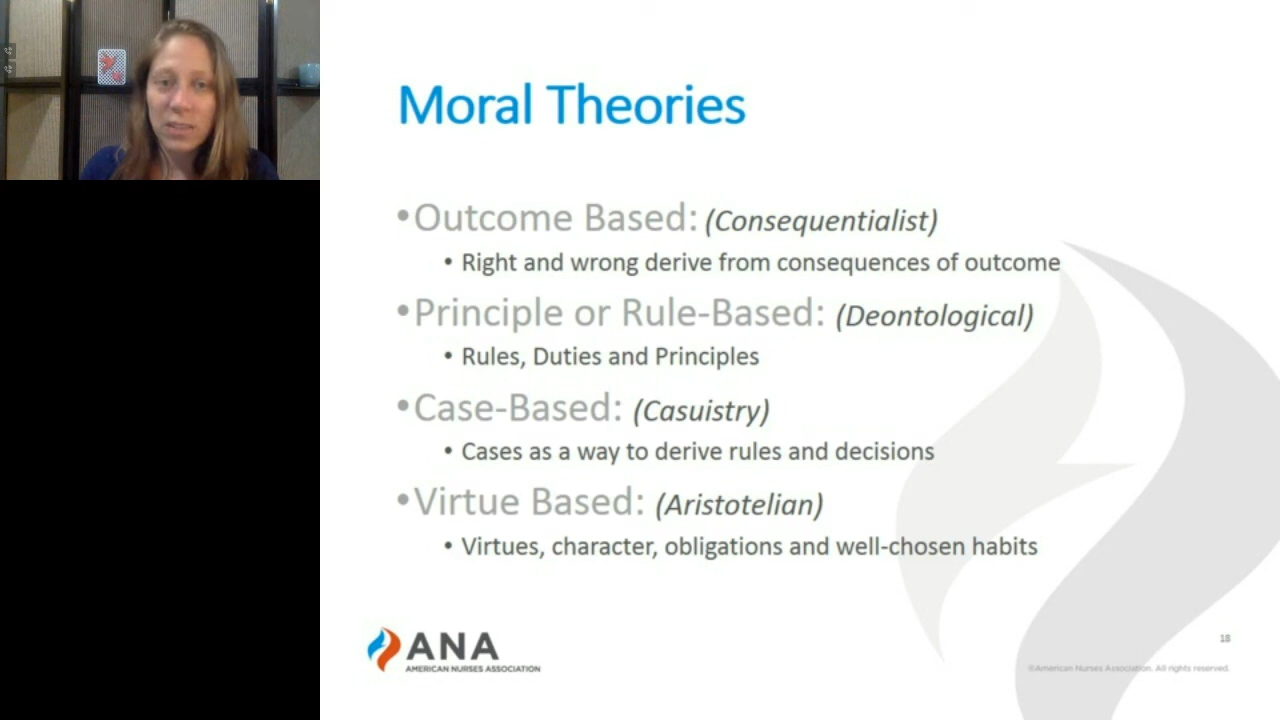 Moral Theories
•Outcome Based: (Consequentialist)
• Right and wrong derive from consequences of outcome
•Principle or Rule-Based: (Deontological)
• Rules, Duties and Principles
•Case-Based: (Casuistry)
• Cases as a way to derive rules and decisions
•Virtue Based: (Aristotelian)
• Virtues, character, obligations and well-chosen habits
ANA
AMERICAN NURSES ASSOCIATION
18
©American Nurses Association. All rights reserved.